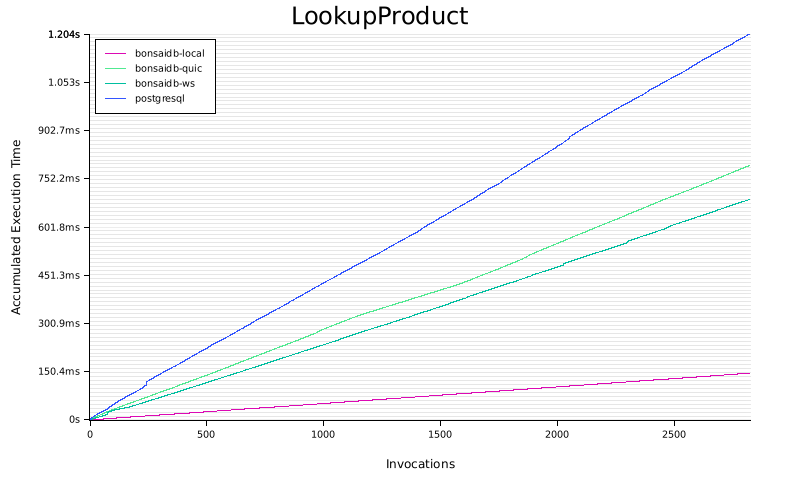 LookupProduct
1.204s
1.053s
902.7ms
752.2ms
601.8ms
451.3ms
300.9ms
150.4ms
0s
Accumulated Execution Time
bonsaidb-local
bonsaidb-quic
bonsaidb-ws
postgresql
0 500 1000 1500 2000 2500
Invocations